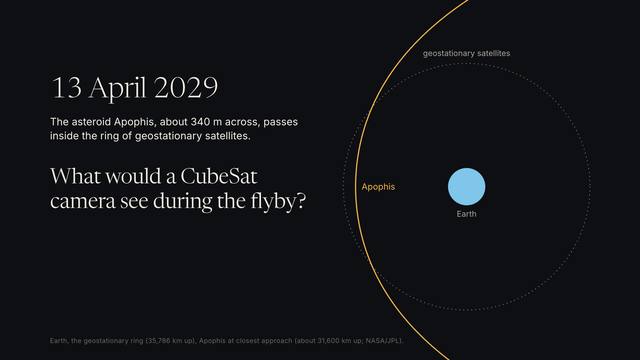 13 April 2029
The asteroid Apophis, about 340 m across, passes
inside the ring of geostationary satellites.
What would a CubeSat
camera see during the flyby?
geostationary satellites
Apophis
Earth
Earth, the geostationary ring (35,786 km up), Apophis at closest approach (about 31,600 km up; NASA/JPL).